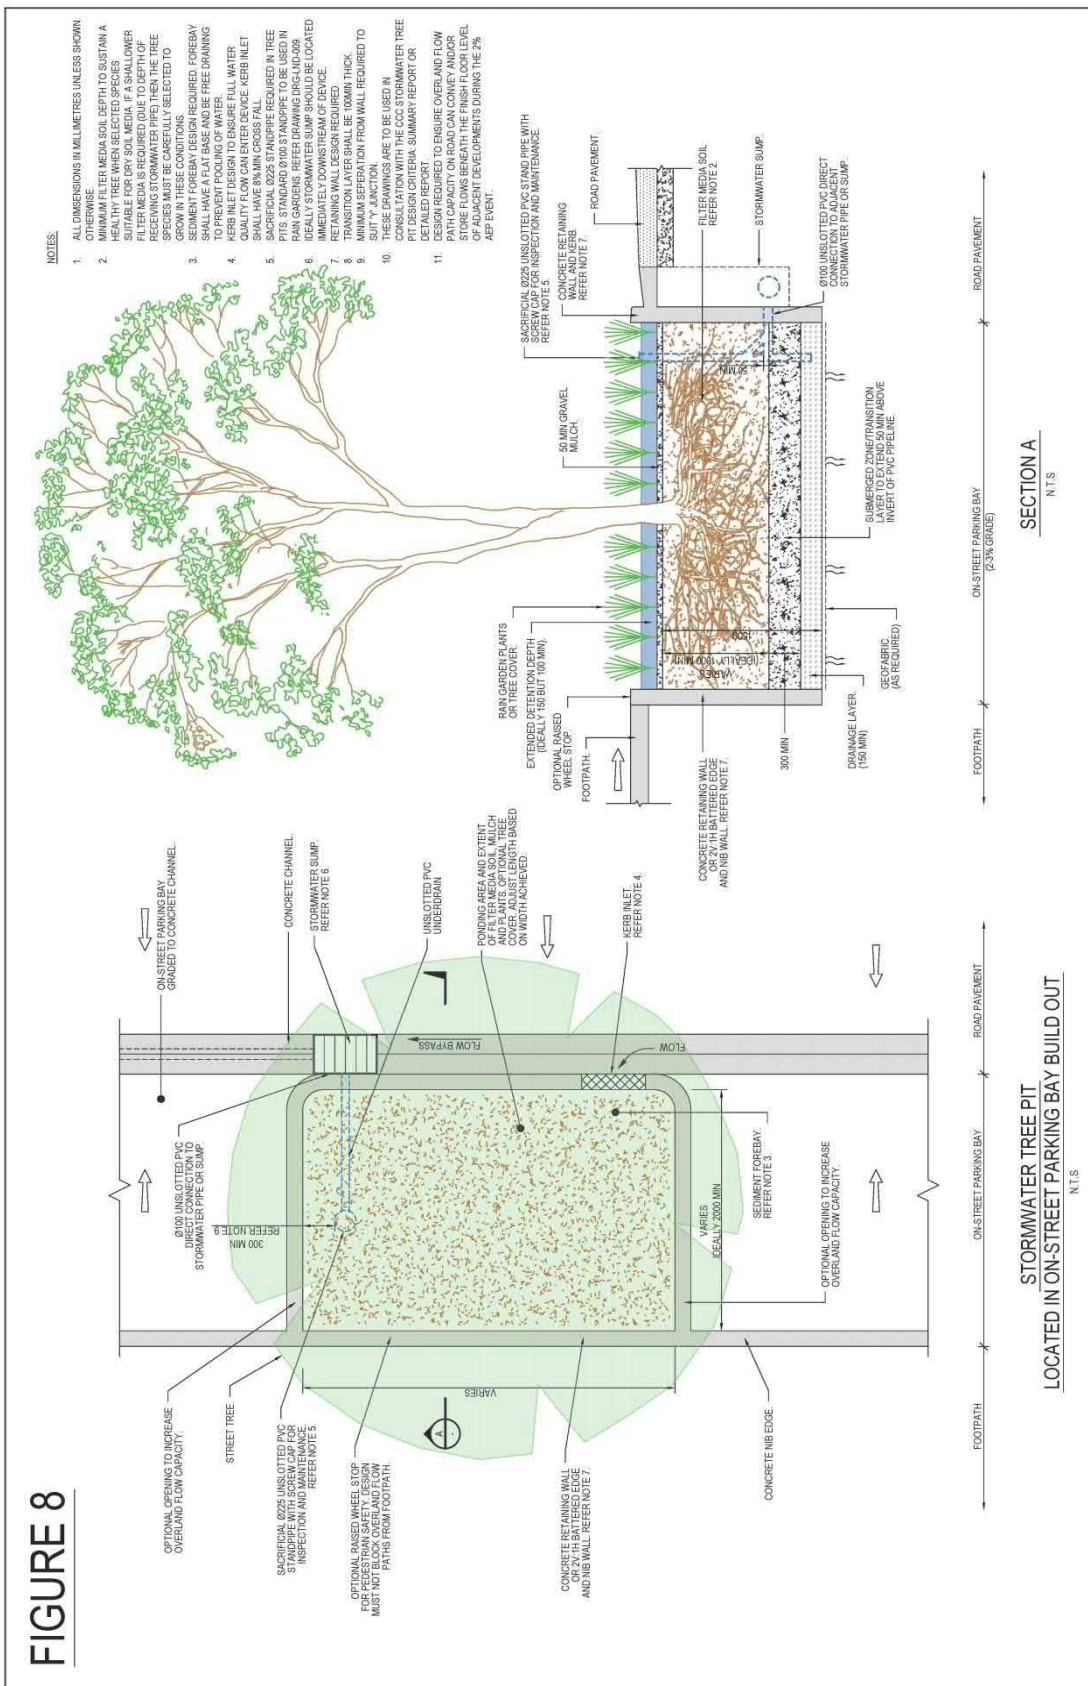 FIGURE 8
OPTIONAL OPENING TO INCREASE
OVERLAND FLOW CAPACITY.
STREET TREE.
SACRIFICIAL Ø225 UNSLOTTED PVC
STANDPIPE WITH SCREW CAP FOR
INSPECTION AND MAINTENANCE.
REFER NOTE 5
OPTIONAL RAISED WHEEL STOP
FOR PEDESTRIAN SAFETY. DESIGN
MUST NOT BLOCK OVERLAND FLOW
PATHS FROM FOOTPATH.
CONCRETE RETAINING WALL
OR 2V:1H BATTERED EDGE
AND NIB WALL. REFER NOTE 7.
CONCRETE NIB EDGE.
A
VARIES
Ø100 UNSLOTTED PVC
DIRECT CONNECTION TO
STORMWATER PIPE OR SUMP.
300 MIN
REFER NOTE 9
ON-STREET PARKING BAY
GRADED TO CONCRETE CHANNEL.
CONCRETE CHANNEL.
STORMWATER SUMP.
REFER NOTE 6
UNSLOTTED PVC
UNDERDRAIN
PONDING AREA AND EXTENT
OF FILTER MEDIA SOIL, MULCH
AND PLANTS. OPTIONAL TREE
COVER. ADJUST LENGTH BASED
ON WIDTH ACHIEVED.
KERB INLET.
REFER NOTE 4.
FLOW BYPASS
FLOW
SEDIMENT FOREBAY.
REFER NOTE 3.
VARIES
IDEALLY 2000 MIN
OPTIONAL OPENING TO INCREASE
OVERLAND FLOW CAPACITY.
FOOTPATH
ON-STREET PARKING BAY
ROAD PAVEMENT
STORMWATER TREE PIT
LOCATED IN ON-STREET PARKING BAY BUILD OUT
N.T.S
RAIN GARDEN PLANTS
OR TREE COVER.
EXTENDED DETENTION DEPTH
(IDEALLY 150 BUT 100 MIN).
OPTIONAL RAISED
WHEEL STOP.
FOOTPATH.
CONCRETE RETAINING WALL
OR 2V:1H BATTERED EDGE
AND NIB WALL. REFER NOTE 7.
300 MIN
DRAINAGE LAYER.
(150 MIN)
GEOFABRIC
(AS REQUIRED)
VARIES
(IDEALLY 1000 MIN)
1500
50 MIN GRAVEL
MULCH.
50 MIN
SUBMERGED ZONE/TRANSITION
LAYER TO EXTEND 50 MIN ABOVE
INVERT OF PVC PIPELINE.
SACRIFICIAL Ø225 UNSLOTTED PVC STAND PIPE WITH
SCREW CAP FOR INSPECTION AND MAINTENANCE.
REFER NOTE 5.
CONCRETE RETAINING
WALL AND KERB.
REFER NOTE 7.
ROAD PAVEMENT.
FILTER MEDIA SOIL
REFER NOTE 2.
STORMWATER SUMP.
Ø100 UNSLOTTED PVC DIRECT
CONNECTION TO ADJACENT
STORMWATER PIPE OR SUMP.
FOOTPATH
ON-STREET PARKING BAY
(2-3% GRADE)
ROAD PAVEMENT
SECTION A
N.T.S
NOTES:
1. ALL DIMENSIONS IN MILLIMETRES UNLESS SHOWN
OTHERWISE.
2. MINIMUM FILTER MEDIA SOIL DEPTH TO SUSTAIN A
HEALTHY TREE WHEN SELECTED SPECIES
SUITABLE FOR DRY SOIL MEDIA. IF A SHALLOWER
FILTER MEDIA IS REQUIRED (DUE TO DEPTH OF
RECEIVING STORMWATER PIPE) THEN THE TREE
SPECIES MUST BE CAREFULLY SELECTED TO
GROW IN THESE CONDITIONS.
3. SEDIMENT FOREBAY DESIGN REQUIRED. FOREBAY
SHALL HAVE A FLAT BASE AND BE FREE DRAINING
TO PREVENT POOLING OF WATER.
4. KERB INLET DESIGN TO ENSURE FULL WATER
QUALITY FLOW CAN ENTER DEVICE. KERB INLET
SHALL HAVE 8% MIN CROSS FALL.
5. SACRIFICIAL Ø225 STANDPIPE REQUIRED IN TREE
PITS. STANDARD Ø100 STANDPIPE TO BE USED IN
RAIN GARDENS. REFER DRAWING DRG-LND-009.
6. IDEALLY STORMWATER SUMP SHOULD BE LOCATED
IMMEDIATELY DOWNSTREAM OF DEVICE.
7. RETAINING WALL DESIGN REQUIRED.
8. TRANSITION LAYER SHALL BE 100MIN THICK.
9. MINIMUM SEPERATION FROM WALL REQUIRED TO
SUIT 'Y' JUNCTION.
10. THESE DRAWINGS ARE TO BE USED IN
CONSULTATION WITH THE CCC STORMWATER TREE
PIT DESIGN CRITERIA: SUMMARY REPORT OR
DETAILED REPORT.
11. DESIGN REQUIRED TO ENSURE OVERLAND FLOW
PATH CAPACITY ON ROAD CAN CONVEY AND/OR
STORE FLOWS BENEATH THE FINISH FLOOR LEVEL
OF ADJACENT DEVELOPMENTS DURING THE 2%
AEP EVENT.